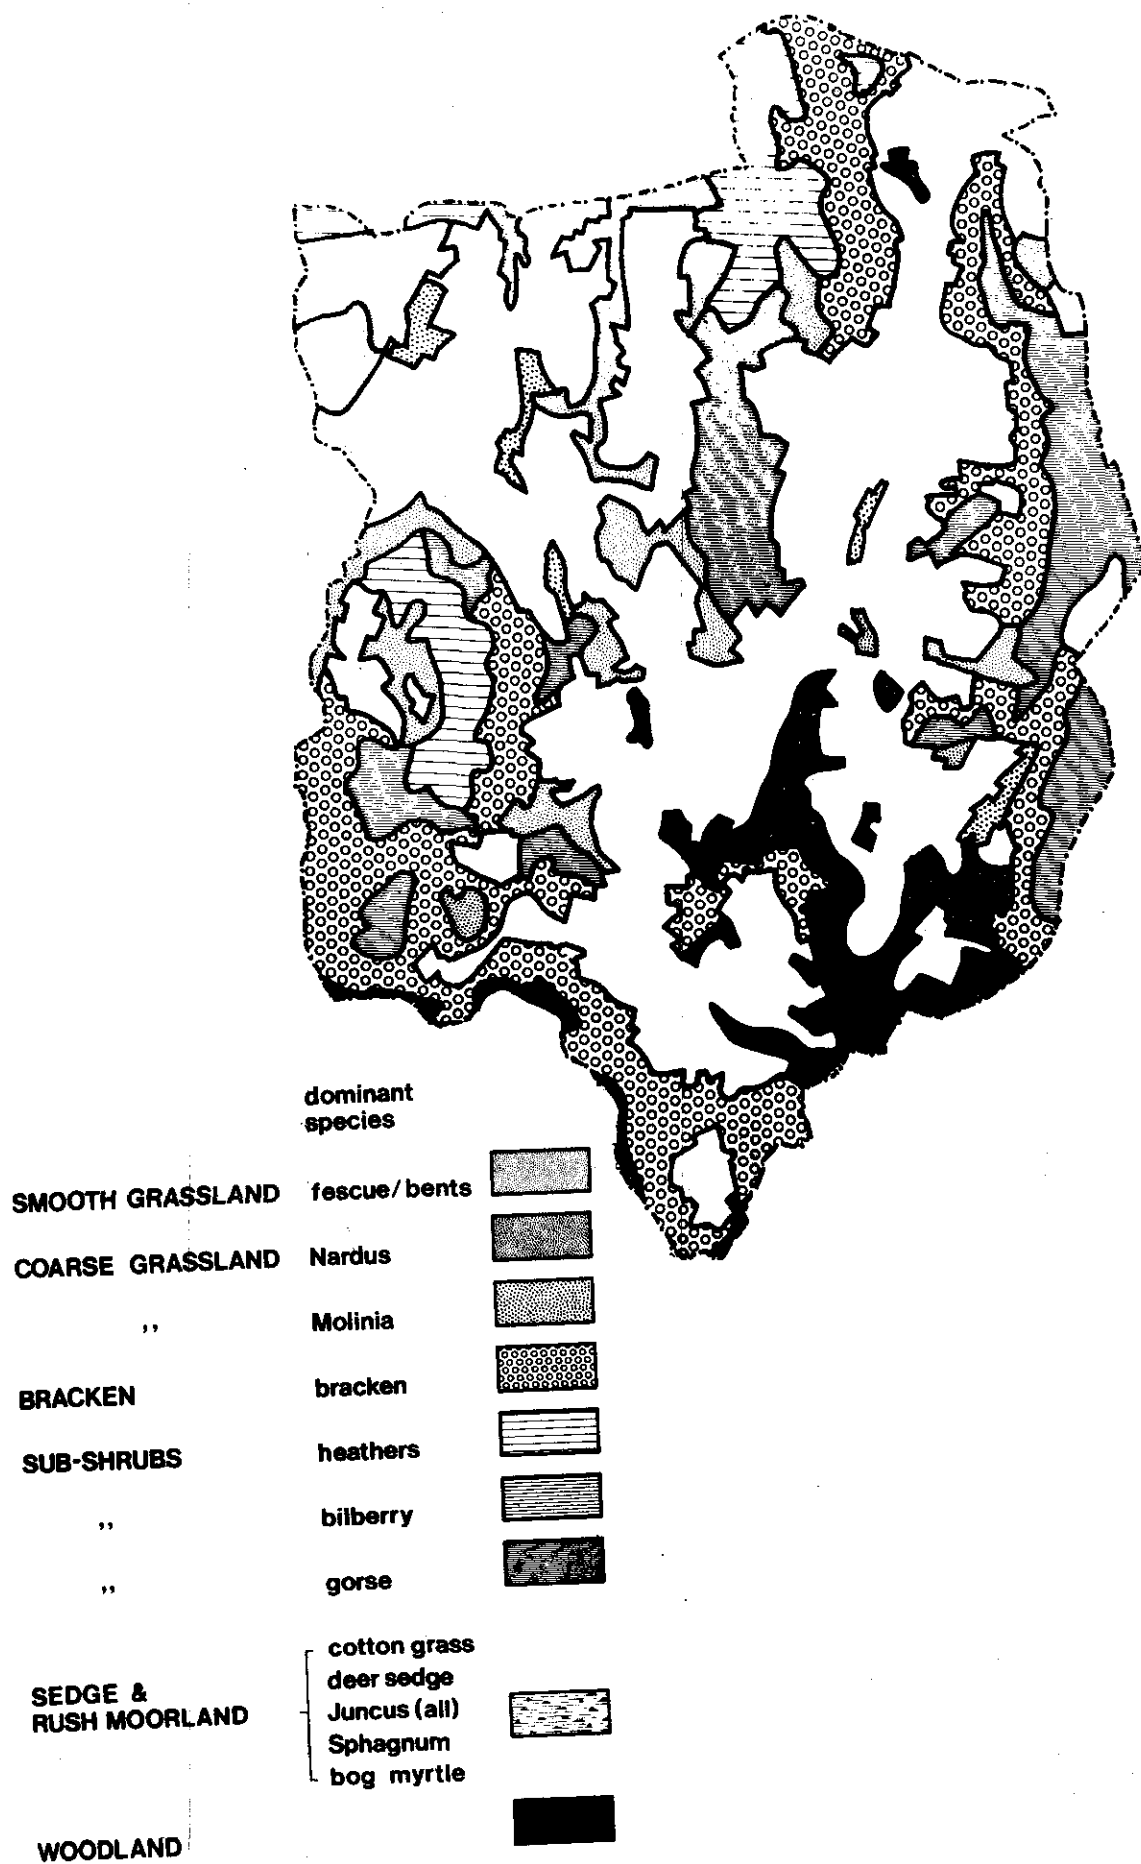 dominant
species
SMOOTH GRASSLAND fescue/bents
COARSE GRASSLAND Nardus
,, Molinia
BRACKEN bracken
SUB-SHRUBS heathers
,, bilberry
,, gorse
cotton grass
SEDGE & deer sedge
RUSH MOORLAND Juncus (all)
Sphagnum
bog myrtle
WOODLAND